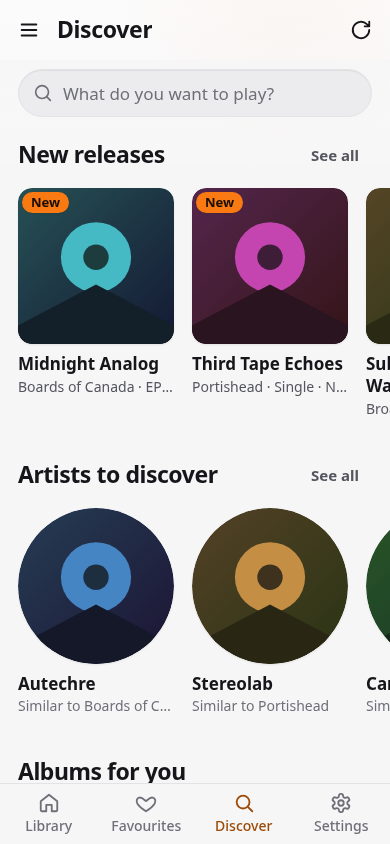 Discover
What do you want to play?
New releases
See all
New
New
Midnight Analog
Boards of Canada · EP...
Third Tape Echoes
Portishead · Single · N...
Artists to discover
See all
Autechre
Similar to Boards of C...
Stereolab
Similar to Portishead
Albums for you
Library
Favourites
Discover
Settings